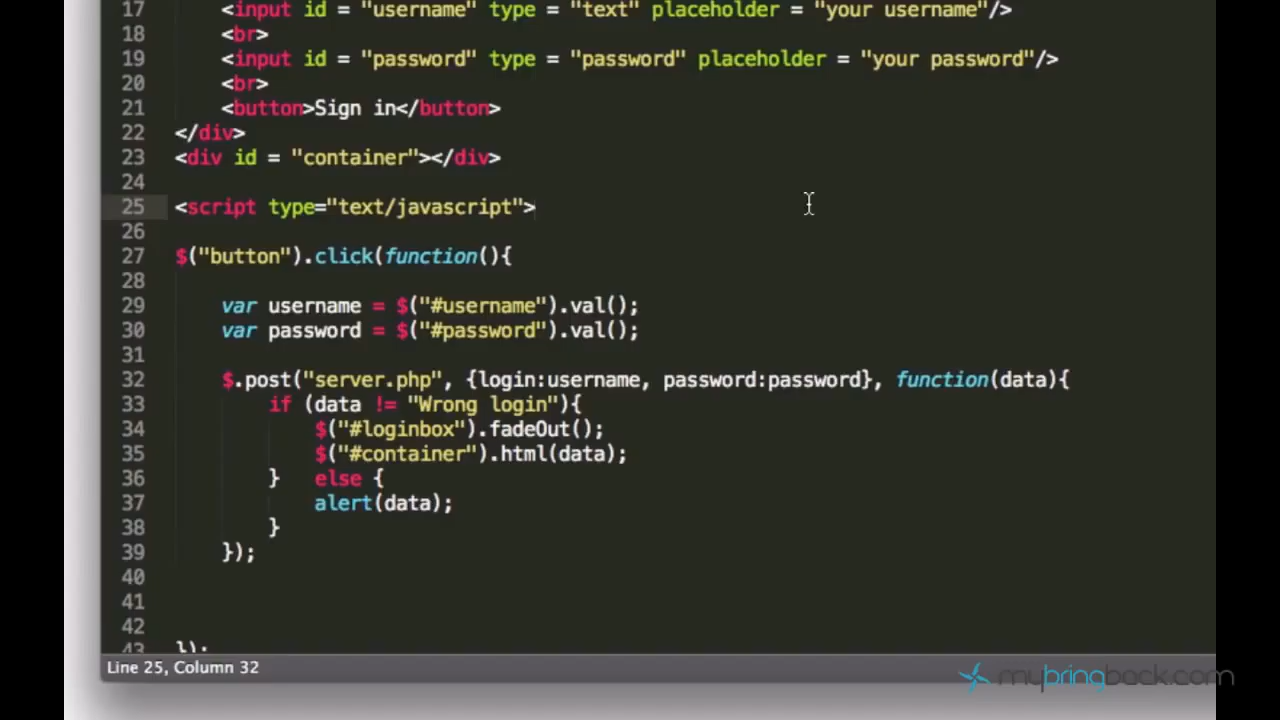 17 <input id = "username" type = "text" placeholder = "your username"/>
18 <br>
19 <input id = "password" type = "password" placeholder = "your password"/>
20 <br>
21 <button>Sign in</button>
22 </div>
23 <div id = "container"></div>
24
25 <script type="text/javascript">
26
27 $("button").click(function(){
28
29 var username = $("#username").val();
30 var password = $("#password").val();
31
32 $.post("server.php", {login:username, password:password}, function(data){
33 if (data != "Wrong login"){
34 $("#loginbox").fadeOut();
35 $("#container").html(data);
36 } else {
37 alert(data);
38 }
39 });
40
41
42
43 });
Line 25, Column 32
mybringback.com